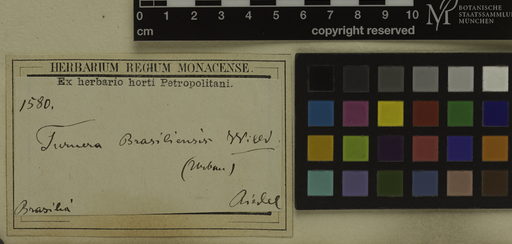 0 1 2 3 4 5 6 7 8 9 10
cm
copyright reserved
BOTANISCHE
STAATSSAMMLUNG
MÜNCHEN
HERBARIUM REGIUM MONACENSE.
Ex herbario horti Petropolitani.
1580.
Turnera Brasiliensis Willd.
(Urban)
Brasilia
Riedel